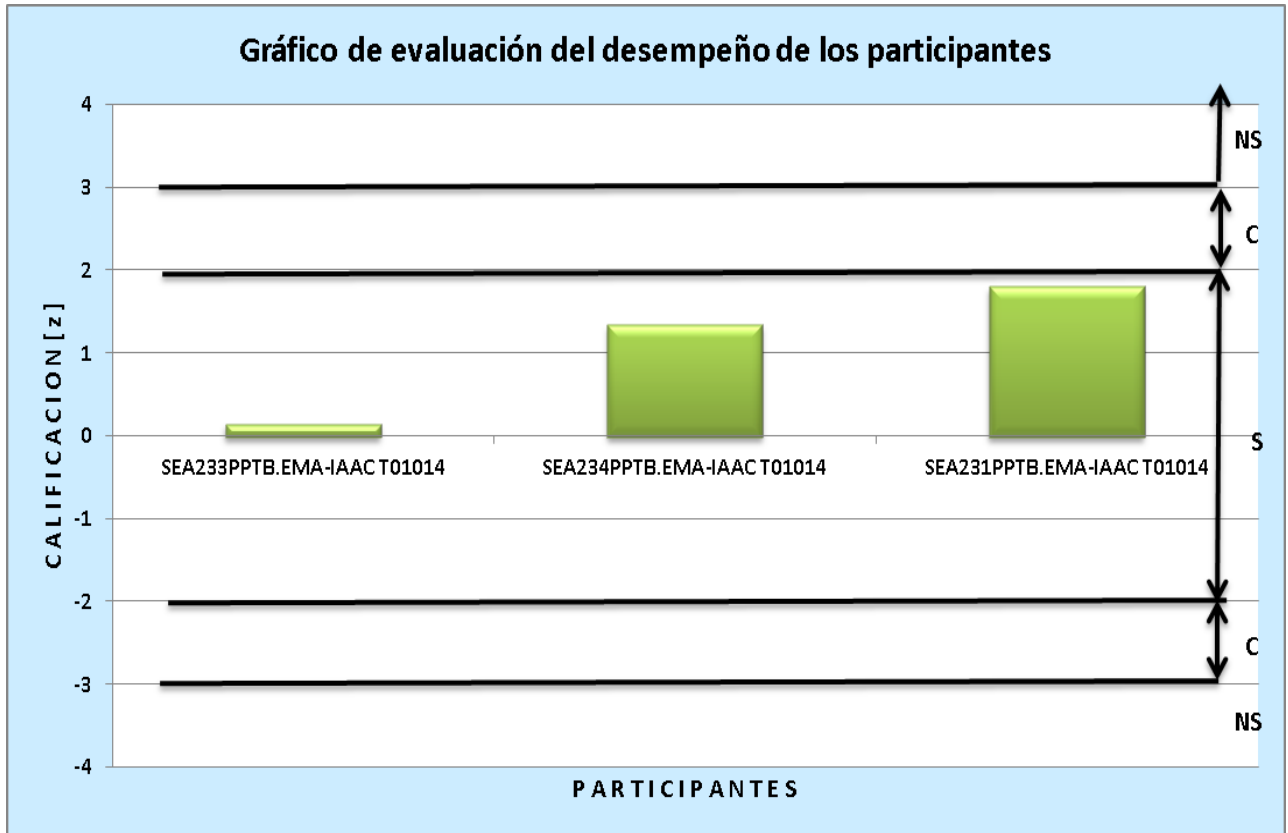 Gráfico de evaluación del desempeño de los participantes
4
NS
3
C
2
1
0
S
SEA233PPTB.EMA-IAAC T01014
SEA234PPTB.EMA-IAAC T01014
SEA231PPTB.EMA-IAAC T01014
-1
-2
C
-3
NS
-4
CALIFICACION [z]
PARTICIPANTES